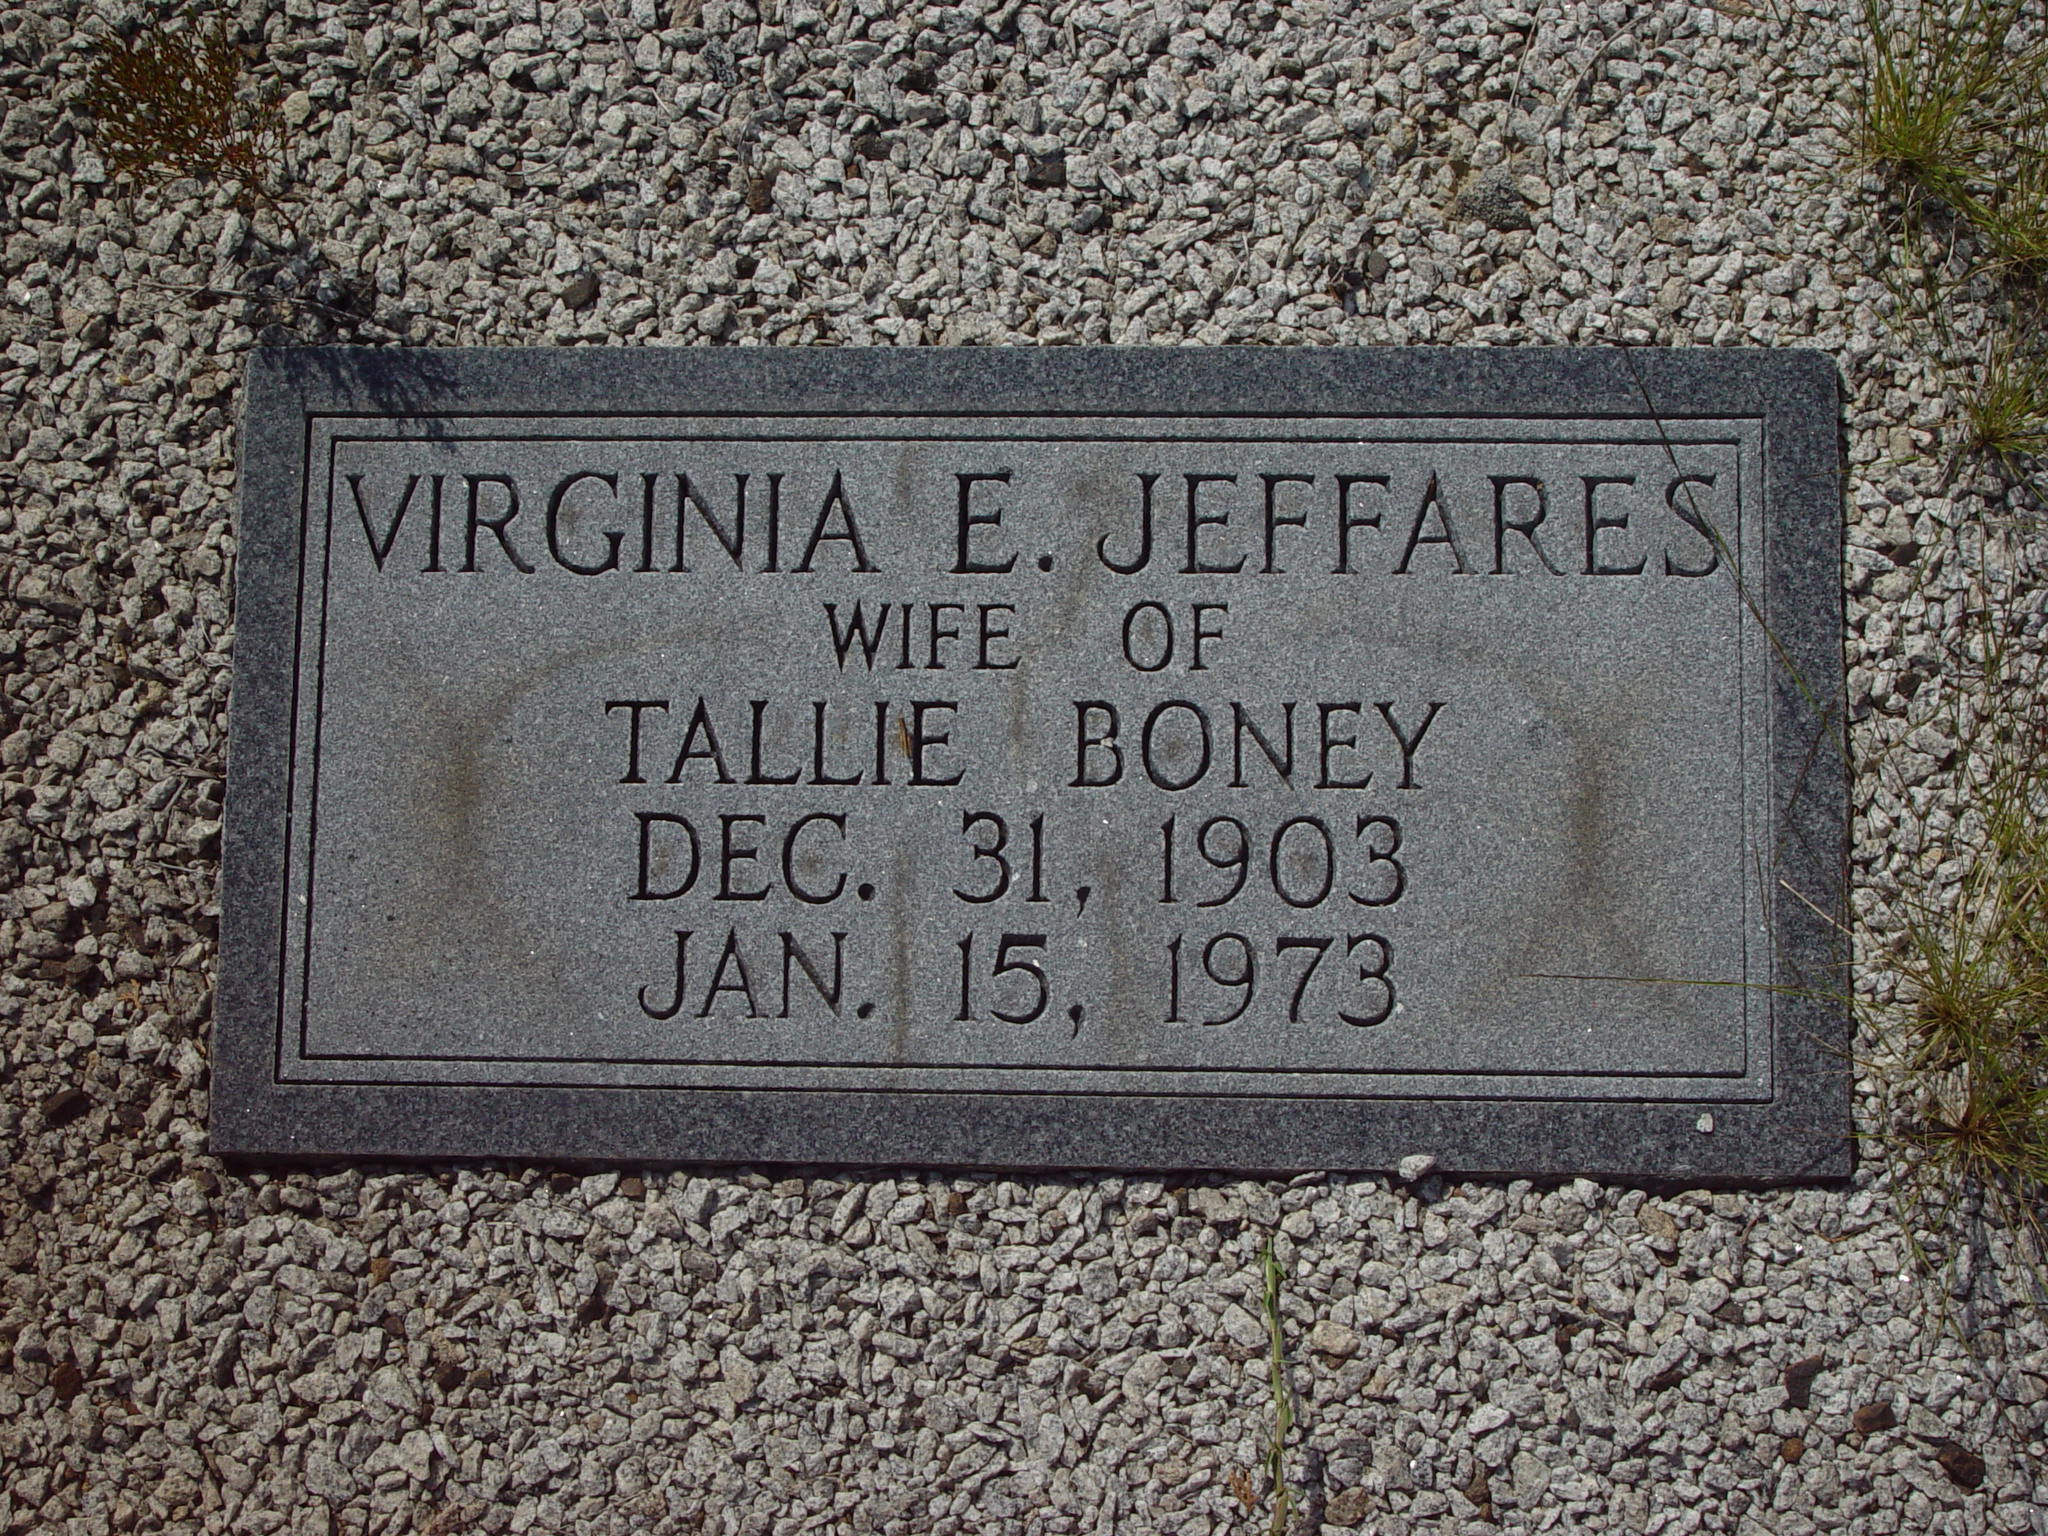 VIRGINIA E. JEFFARES
WIFE OF
TALLIE BONEY
DEC. 31, 1903
JAN. 15, 1973